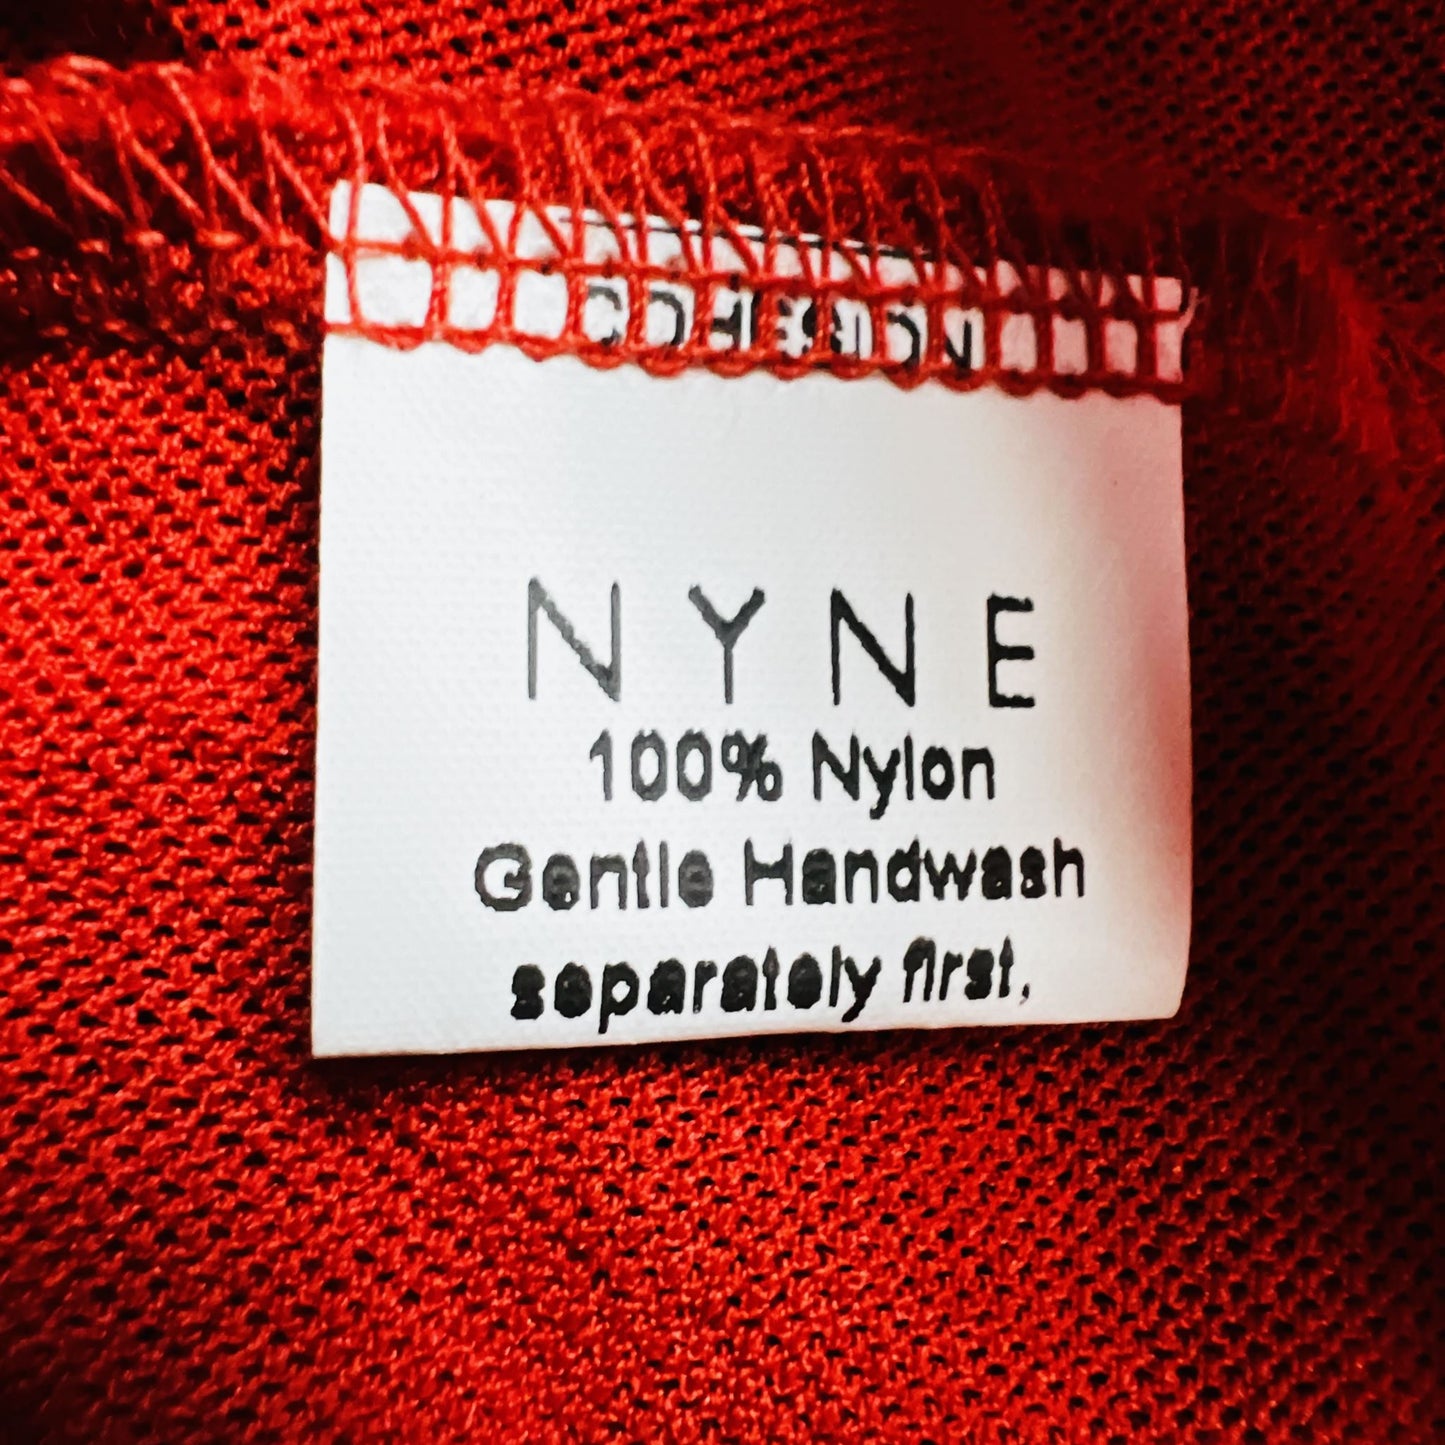 NYNE
100% Nylon
Gentle Handwash
separately first,